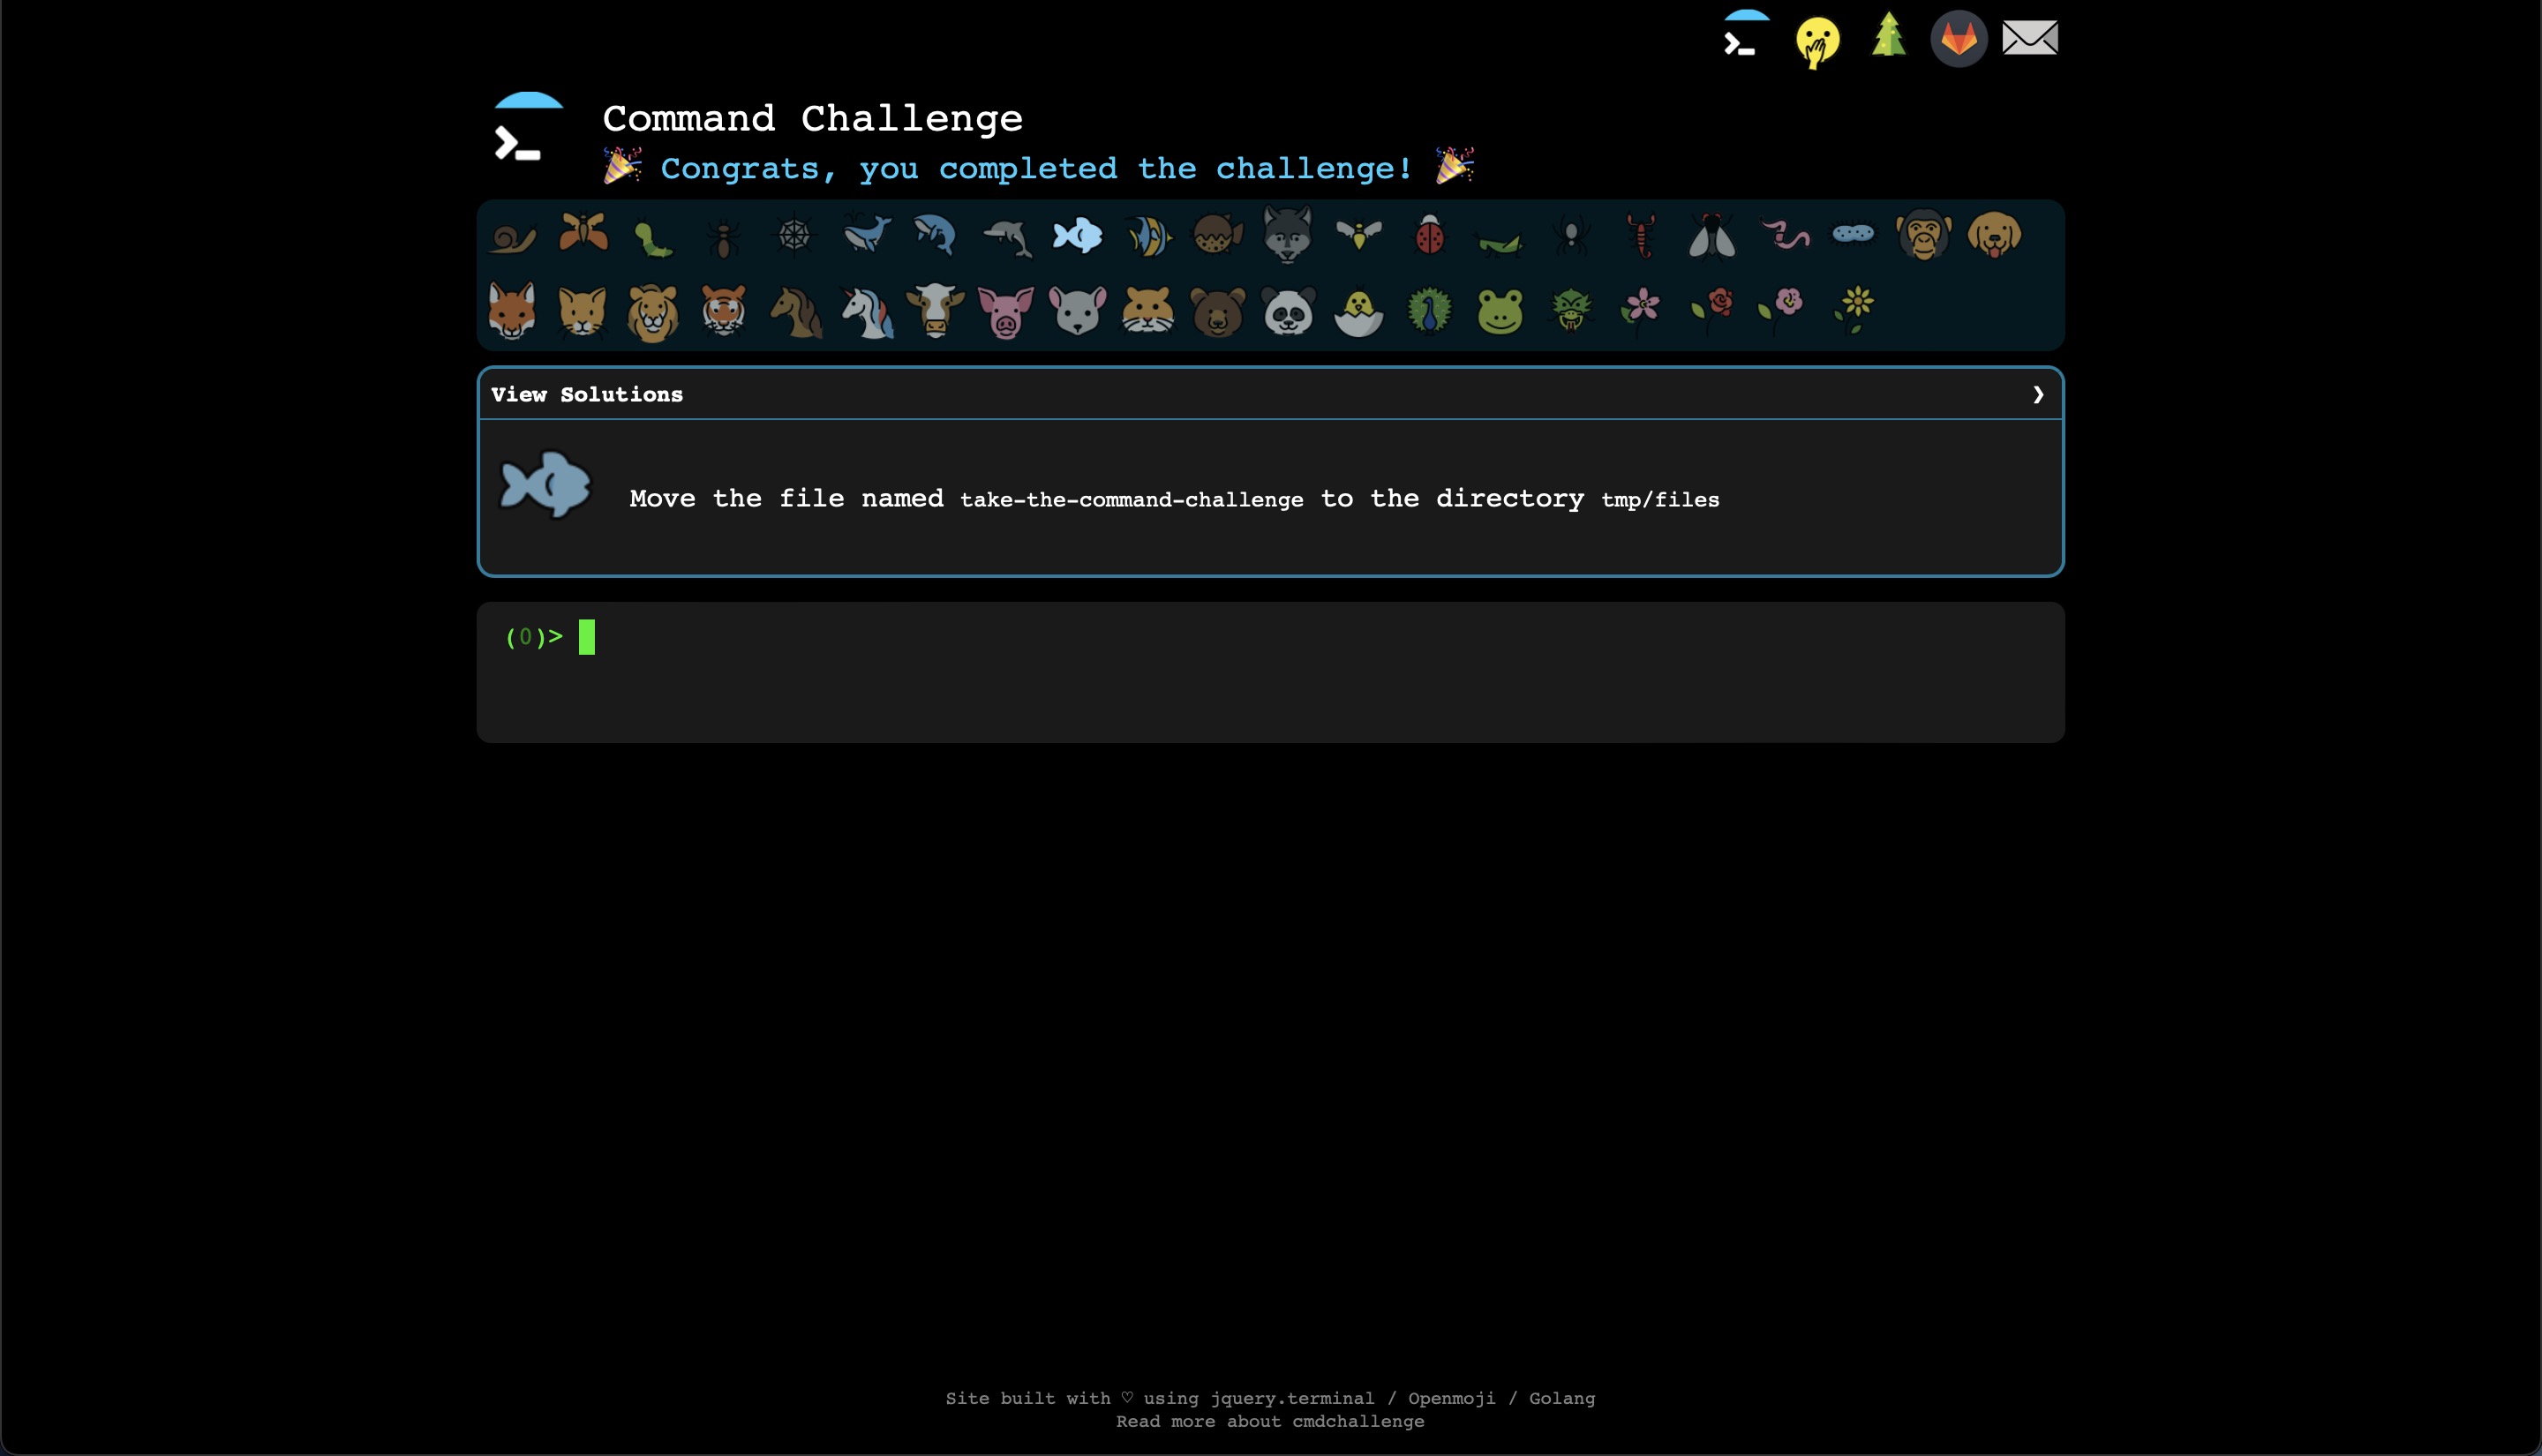 Command Challenge
🎉 Congrats, you completed the challenge! 🎉
View Solutions ❯
Move the file named take-the-command-challenge to the directory tmp/files
(0)>
Site built with ♡ using jquery.terminal / Openmoji / Golang
Read more about cmdchallenge